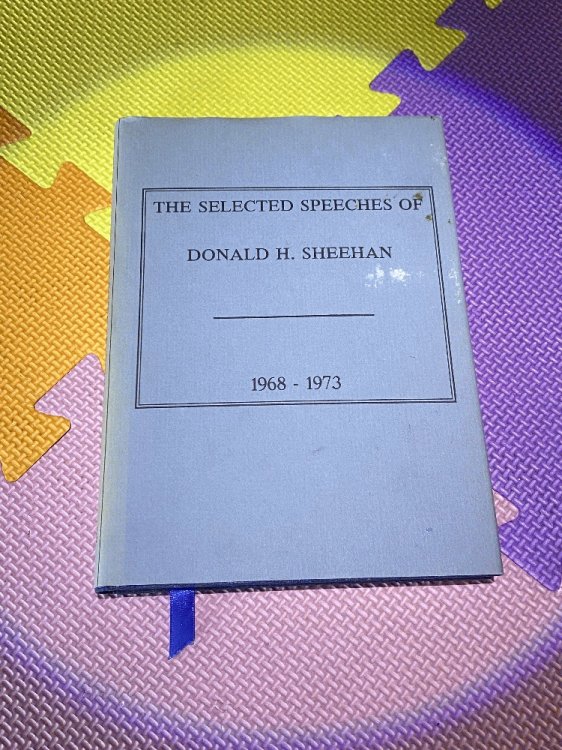 THE SELECTED SPEECHES OF
DONALD H. SHEEHAN
1968 - 1973